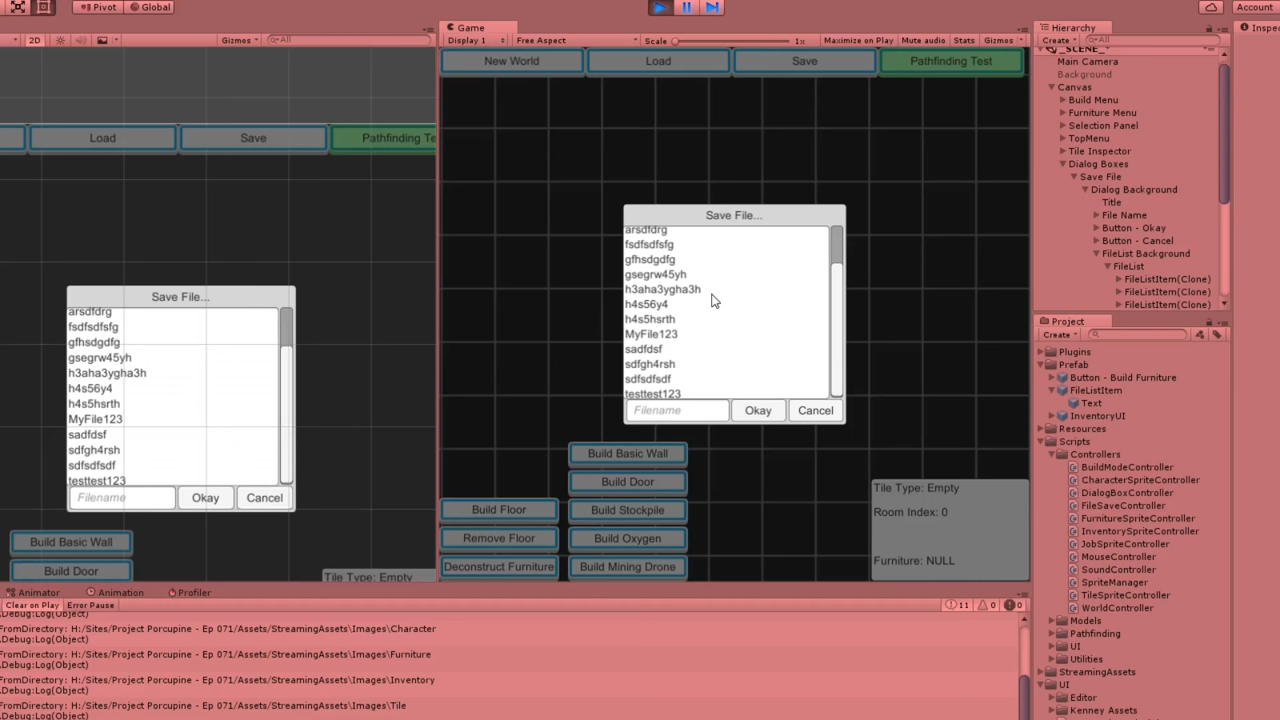 Pivot Global
Account
Game
Hierarchy
Inspec
2D Gizmos All
Display 1 Free Aspect Scale 1x Maximize on Play Mute audio Stats Gizmos
Create All
_SCENE_
Main Camera
Background
Canvas
Build Menu
Furniture Menu
Selection Panel
TopMenu
Tile Inspector
Dialog Boxes
Save File
Dialog Background
Title
File Name
Button - Okay
Button - Cancel
FileList Background
FileList
FileListItem(Clone)
FileListItem(Clone)
FileListItem(Clone)
Load Save Pathfinding Te
Save File...
arsdfdrg
fsdfsdfsfg
gfhsdgdfg
gsegrw45yh
h3aha3ygha3h
h4s56y4
h4s5hsrth
MyFile123
sadfdsf
sdfgh4rsh
sdfsdfsdf
testtest123
Filename Okay Cancel
Build Basic Wall
Build Door
Tile Type: Empty
New World Load Save Pathfinding Test
Save File...
arsdfdrg
fsdfsdfsfg
gfhsdgdfg
gsegrw45yh
h3aha3ygha3h
h4s56y4
h4s5hsrth
MyFile123
sadfdsf
sdfgh4rsh
sdfsdfsdf
testtest123
Filename Okay Cancel
Build Basic Wall
Build Door
Build Floor Build Stockpile
Remove Floor Build Oxygen
Deconstruct Furniture Build Mining Drone
Tile Type: Empty
Room Index: 0
Furniture: NULL
Project
Create
Plugins
Prefab
Button - Build Furniture
FileListItem
Text
InventoryUI
Resources
Scripts
Controllers
BuildModeController
CharacterSpriteController
DialogBoxController
FileSaveController
FurnitureSpriteController
InventorySpriteController
JobSpriteController
MouseController
SoundController
SpriteManager
TileSpriteController
WorldController
Models
Pathfinding
UI
Utilities
StreamingAssets
UI
Editor
Kenney Assets
Animator Animation Profiler
Clear on Play Error Pause 11 0 0
.Debug:Log(Object)
FromDirectory: H:/Sites/Project Porcupine - Ep 071/Assets/StreamingAssets\Images\Character
.Debug:Log(Object)
FromDirectory: H:/Sites/Project Porcupine - Ep 071/Assets/StreamingAssets\Images\Furniture
.Debug:Log(Object)
FromDirectory: H:/Sites/Project Porcupine - Ep 071/Assets/StreamingAssets\Images\Inventory
.Debug:Log(Object)
FromDirectory: H:/Sites/Project Porcupine - Ep 071/Assets/StreamingAssets\Images\Tile
.Debug:Log(Object)